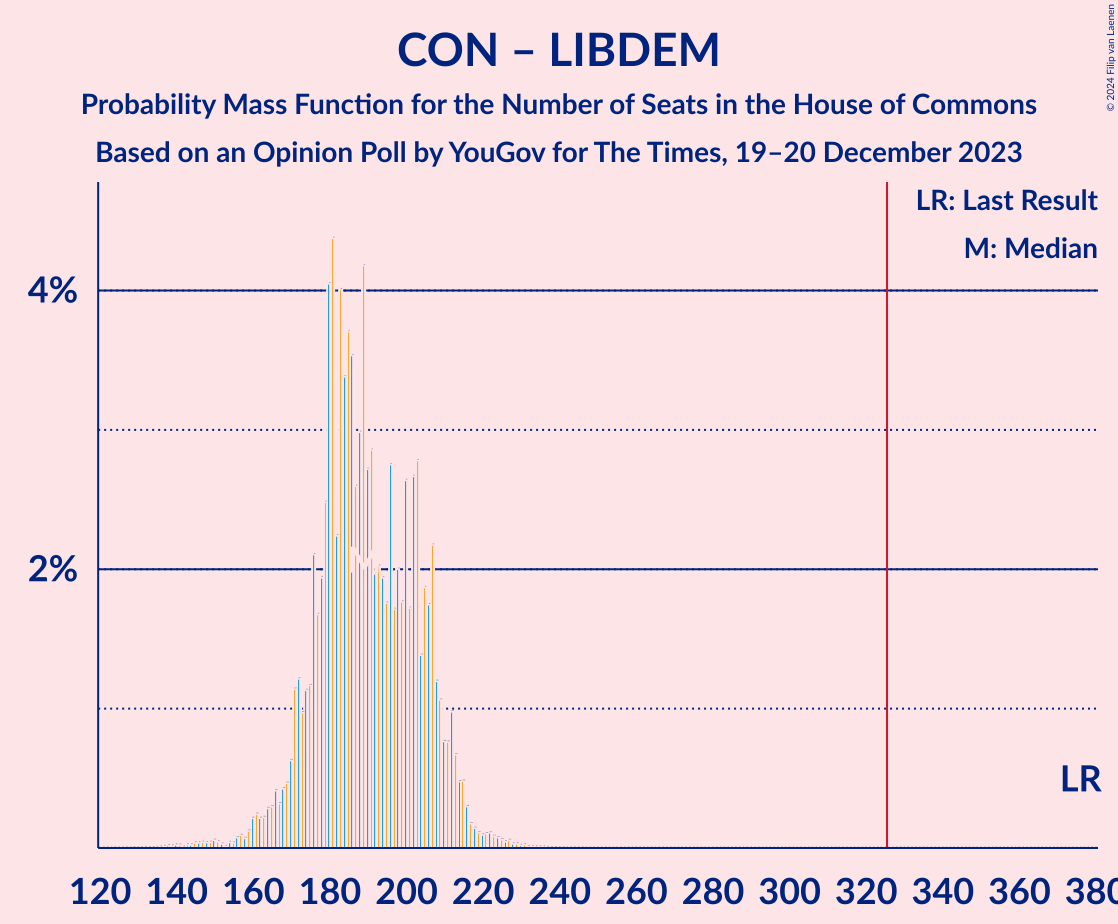 CON – LIBDEM
Probability Mass Function for the Number of Seats in the House of Commons
Based on an Opinion Poll by YouGov for The Times, 19–20 December 2023
© 2024 Filip van Laenen
LR: Last Result
M: Median
4%
2%
LR
120 140 160 180 200 220 240 260 280 300 320 340 360 380